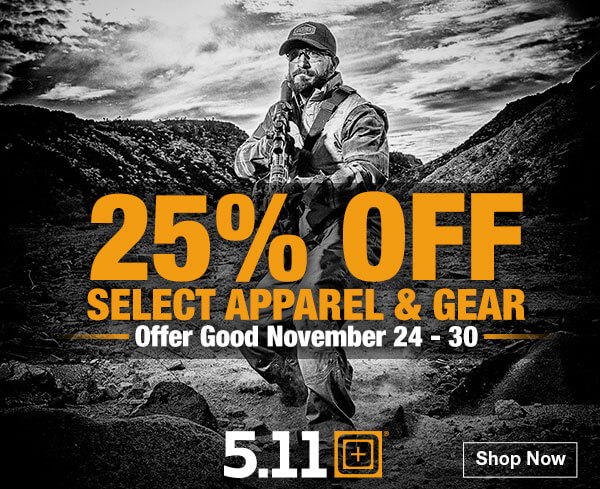 25% OFF
SELECT APPAREL & GEAR
Offer Good November 24 - 30
5.11®
Shop Now